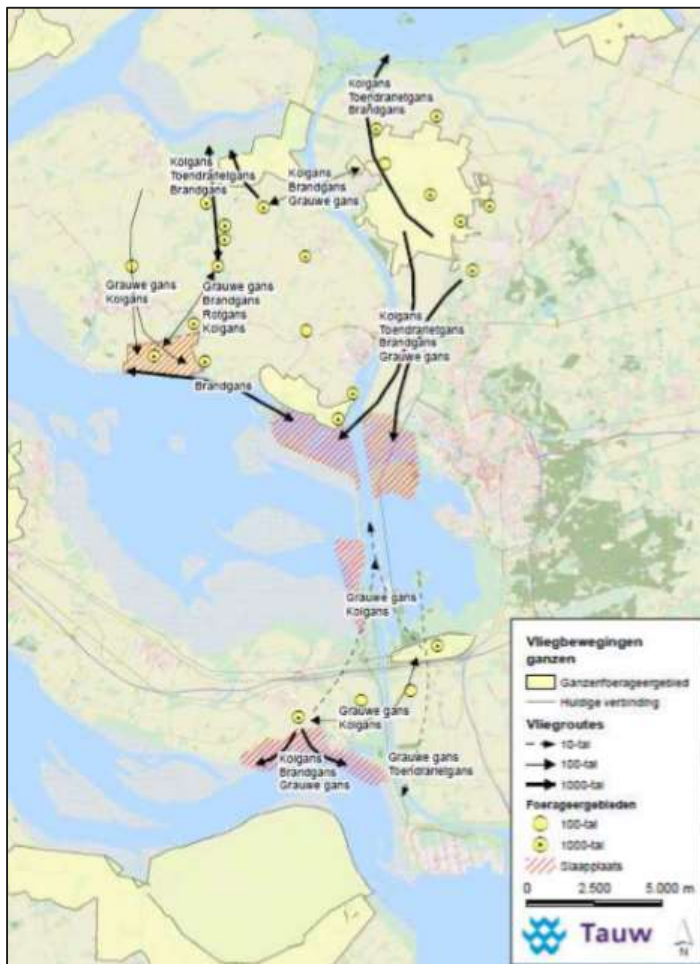 Kolgans
Toendrarietgans
Brandgans
Kolgans
Toendrarietgans
Brandgans
Kolgans
Brandgans
Grauwe gans
Grauwe gans
Kolgans
Grauwe gans
Brandgans
Rotgans
Kolgans
Kolgans
Toendrarietgans
Brandgans
Grauwe gans
Brandgans
Grauwe gans
Kolgans
Grauwe gans
Kolgans
Kolgans
Brandgans
Grauwe gans
Grauwe gans
Toendrarietgans
Vliegbewegingen
ganzen
Ganzenfoerageergebied
Huidige verbinding
Vliegroutes
10-tal
100-tal
1000-tal
Foerageergebieden
100-tal
1000-tal
Slaapplaats
0 2.500 5.000 m
Tauw
N